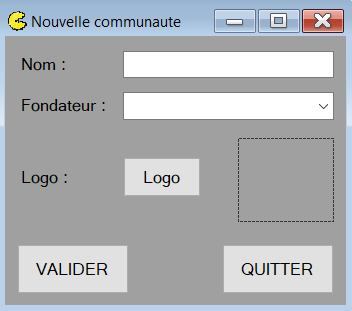 Nouvelle communaute
Nom :
Fondateur :
Logo : Logo
VALIDER QUITTER